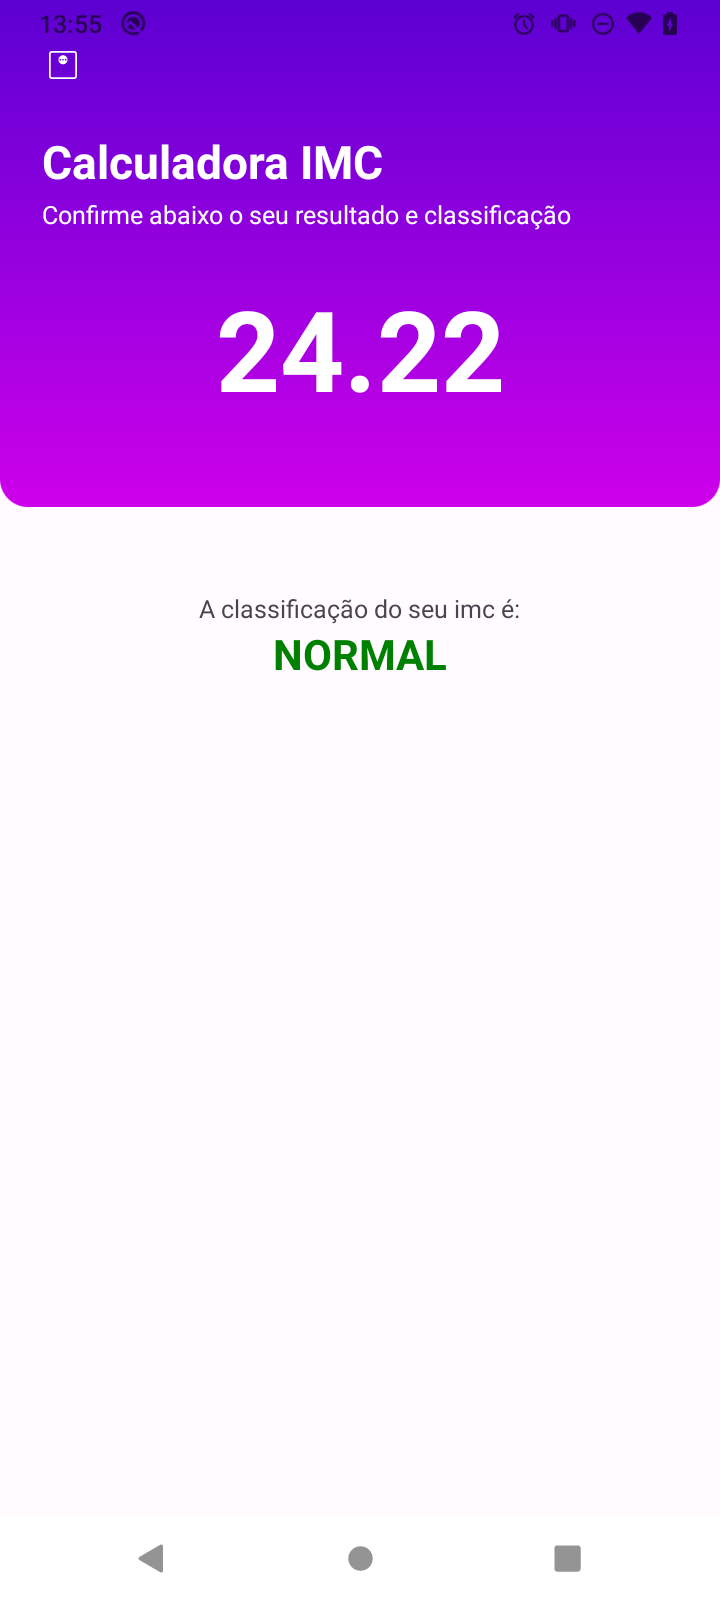 13:55
Calculadora IMC
Confirme abaixo o seu resultado e classificação
24.22
A classificação do seu imc é:
NORMAL